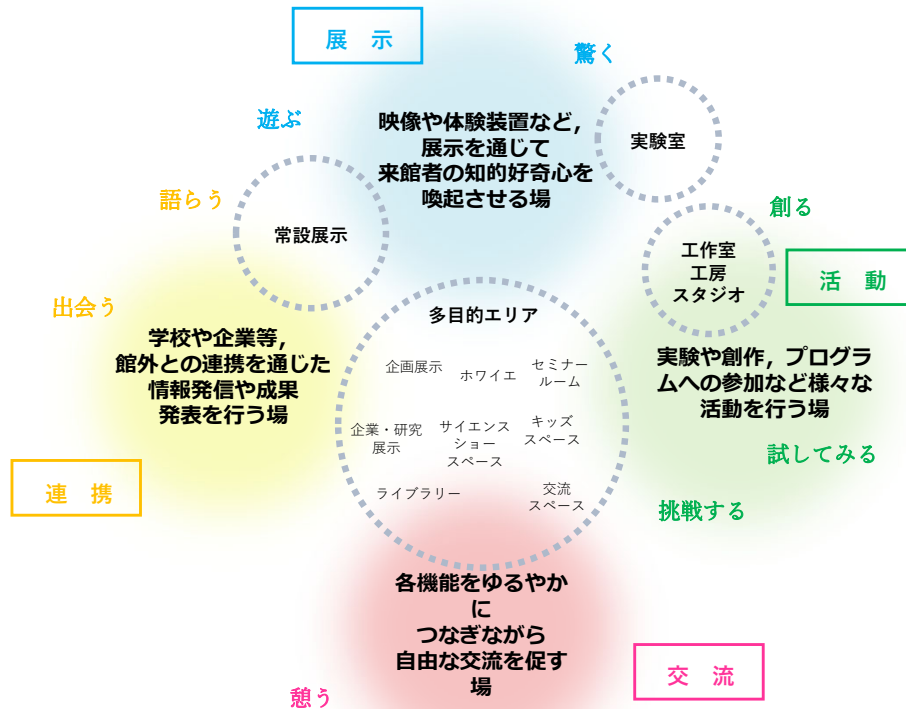 展 示
驚く
遊ぶ
映像や体験装置など,
展示を通じて
来館者の知的好奇心を
喚起させる場
実験室
語らう
常設展示
創る
工作室
工房
スタジオ
活 動
出会う
学校や企業等,
館外との連携を通じた
情報発信や成果
発表を行う場
多目的エリア
企画展示
ホワイエ
セミナー
ルーム
企業・研究
展示
サイエンス
ショー
スペース
キッズ
スペース
ライブラリー
交流
スペース
実験や創作, プログラ
ムへの参加など様々な
活動を行う場
試してみる
挑戦する
連 携
各機能をゆるやか
に
つなぎながら
自由な交流を促す
場
交 流
憩う